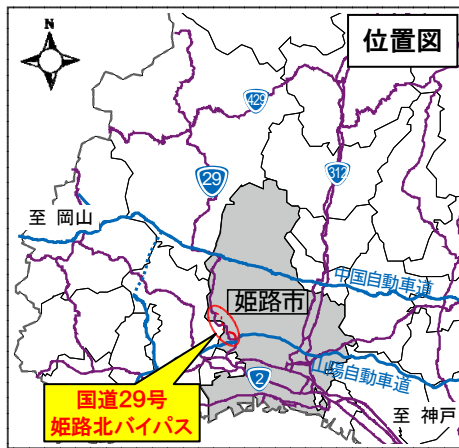 N
位置図
429
29
312
至 岡山
中国自動車道
姫路市
山陽自動車道
2
国道29号
姫路北バイパス
至 神戸